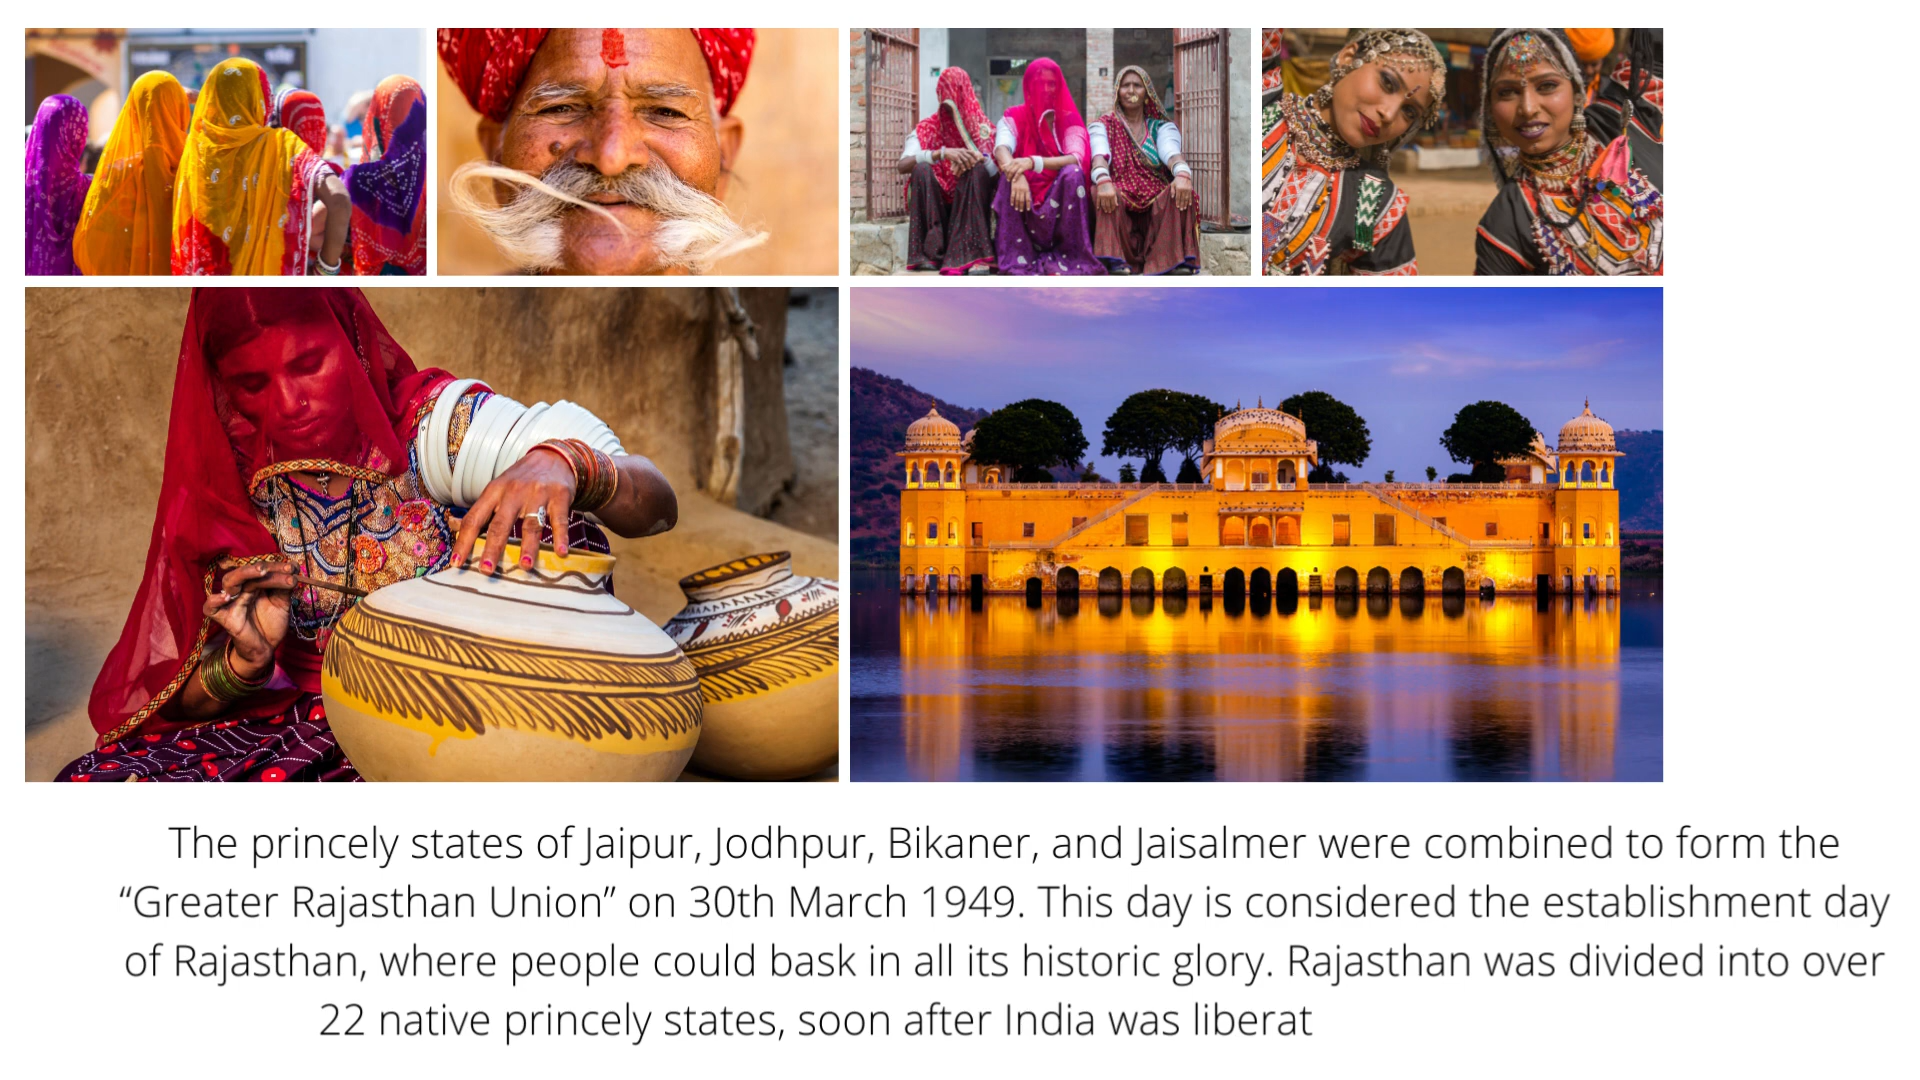 The princely states of Jaipur, Jodhpur, Bikaner, and Jaisalmer were combined to form the
“Greater Rajasthan Union” on 30th March 1949. This day is considered the establishment day
of Rajasthan, where people could bask in all its historic glory. Rajasthan was divided into over
22 native princely states, soon after India was liberat